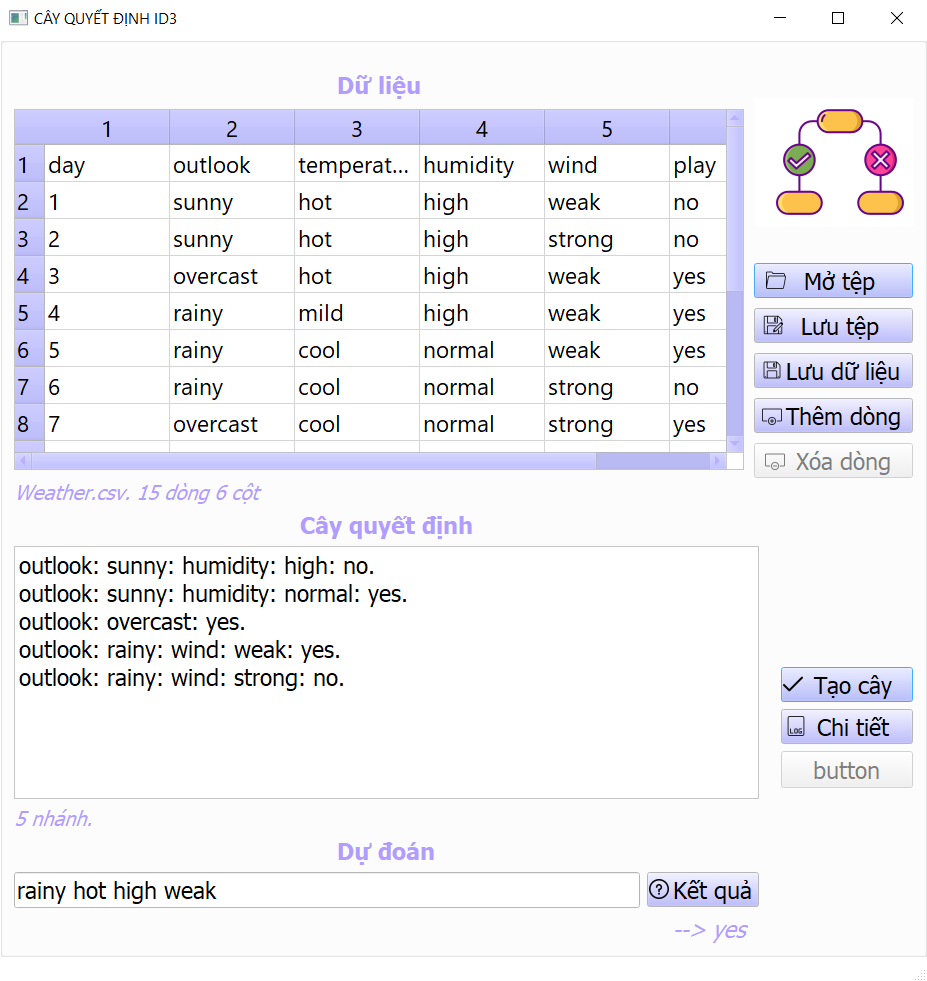 CÂY QUYẾT ĐỊNH ID3
Dữ liệu
1 2 3 4 5
1 day outlook temperat... humidity wind play
2 1 sunny hot high weak no
3 2 sunny hot high strong no
4 3 overcast hot high weak yes
5 4 rainy mild high weak yes
6 5 rainy cool normal weak yes
7 6 rainy cool normal strong no
8 7 overcast cool normal strong yes
Mở tệp
Lưu tệp
Lưu dữ liệu
Thêm dòng
Xóa dòng
Weather.csv. 15 dòng 6 cột
Cây quyết định
outlook: sunny: humidity: high: no.
outlook: sunny: humidity: normal: yes.
outlook: overcast: yes.
outlook: rainy: wind: weak: yes.
outlook: rainy: wind: strong: no.
Tạo cây
LOG Chi tiết
button
5 nhánh.
Dự đoán
rainy hot high weak
? Kết quả
--> yes